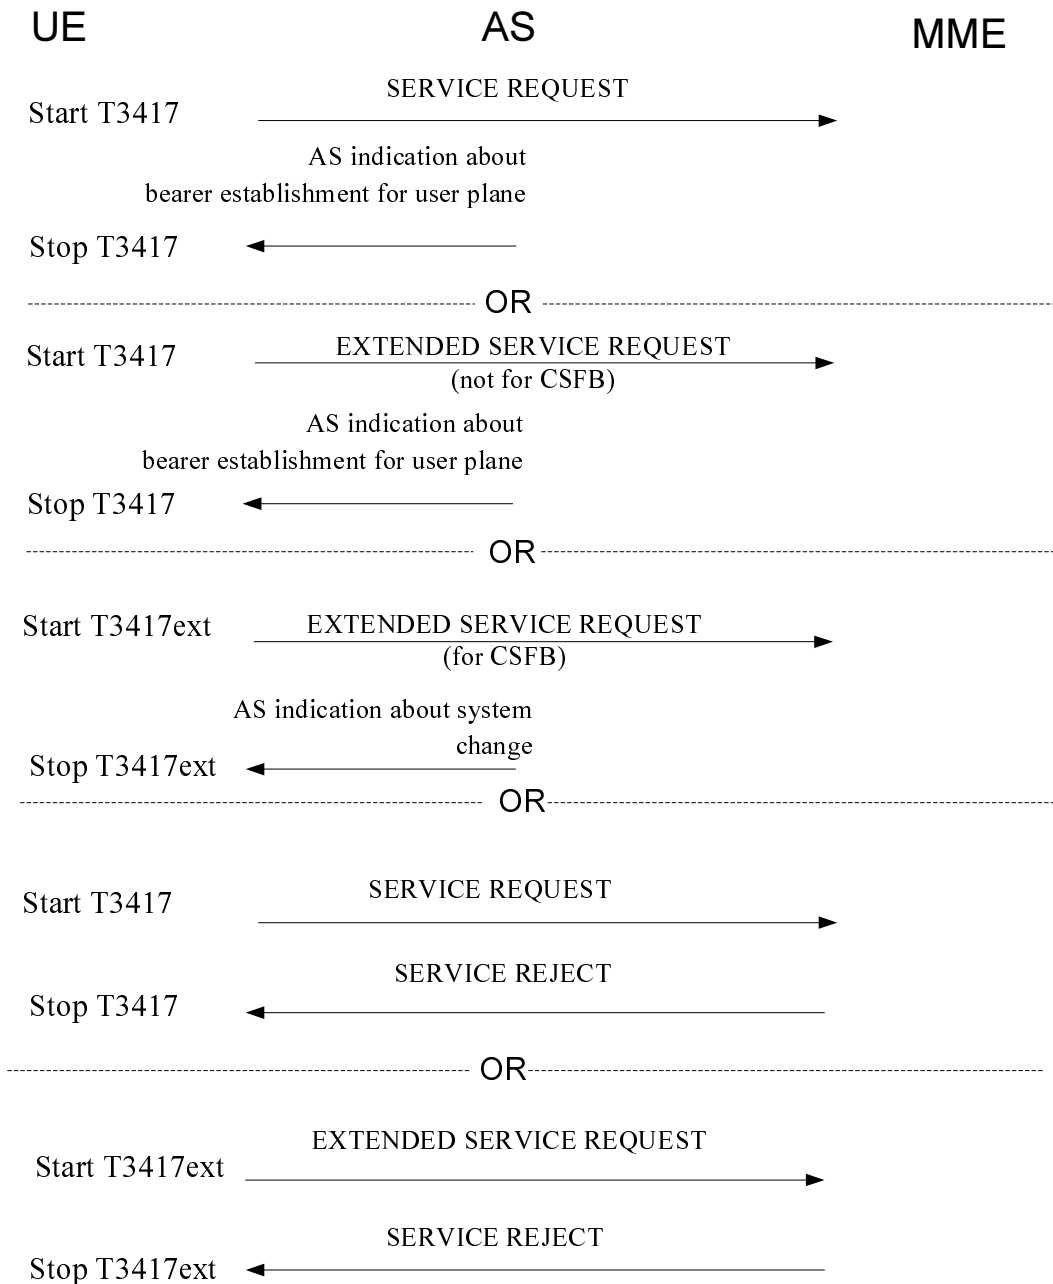 UE AS MME
SERVICE REQUEST
Start T3417
AS indication about
bearer establishment for user plane
Stop T3417
OR
Start T3417
EXTENDED SERVICE REQUEST
(not for CSFB)
AS indication about
bearer establishment for user plane
Stop T3417
OR
Start T3417ext
EXTENDED SERVICE REQUEST
(for CSFB)
AS indication about system
change
Stop T3417ext
OR
Start T3417
SERVICE REQUEST
SERVICE REJECT
Stop T3417
OR
EXTENDED SERVICE REQUEST
Start T3417ext
SERVICE REJECT
Stop T3417ext